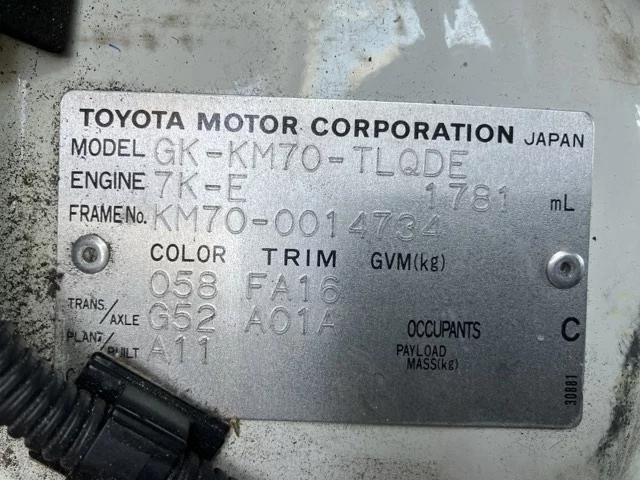 TOYOTA MOTOR CORPORATION JAPAN
MODEL GK-KM70-TLQDE
ENGINE 7K-E 1781 mL
FRAME No. KM70-0014734
COLOR TRIM GVM(kg)
058 FA16
TRANS./AXLE G52 A01A OCCUPANTS C
PLANT/BUILT A11 PAYLOAD MASS(kg)
30881